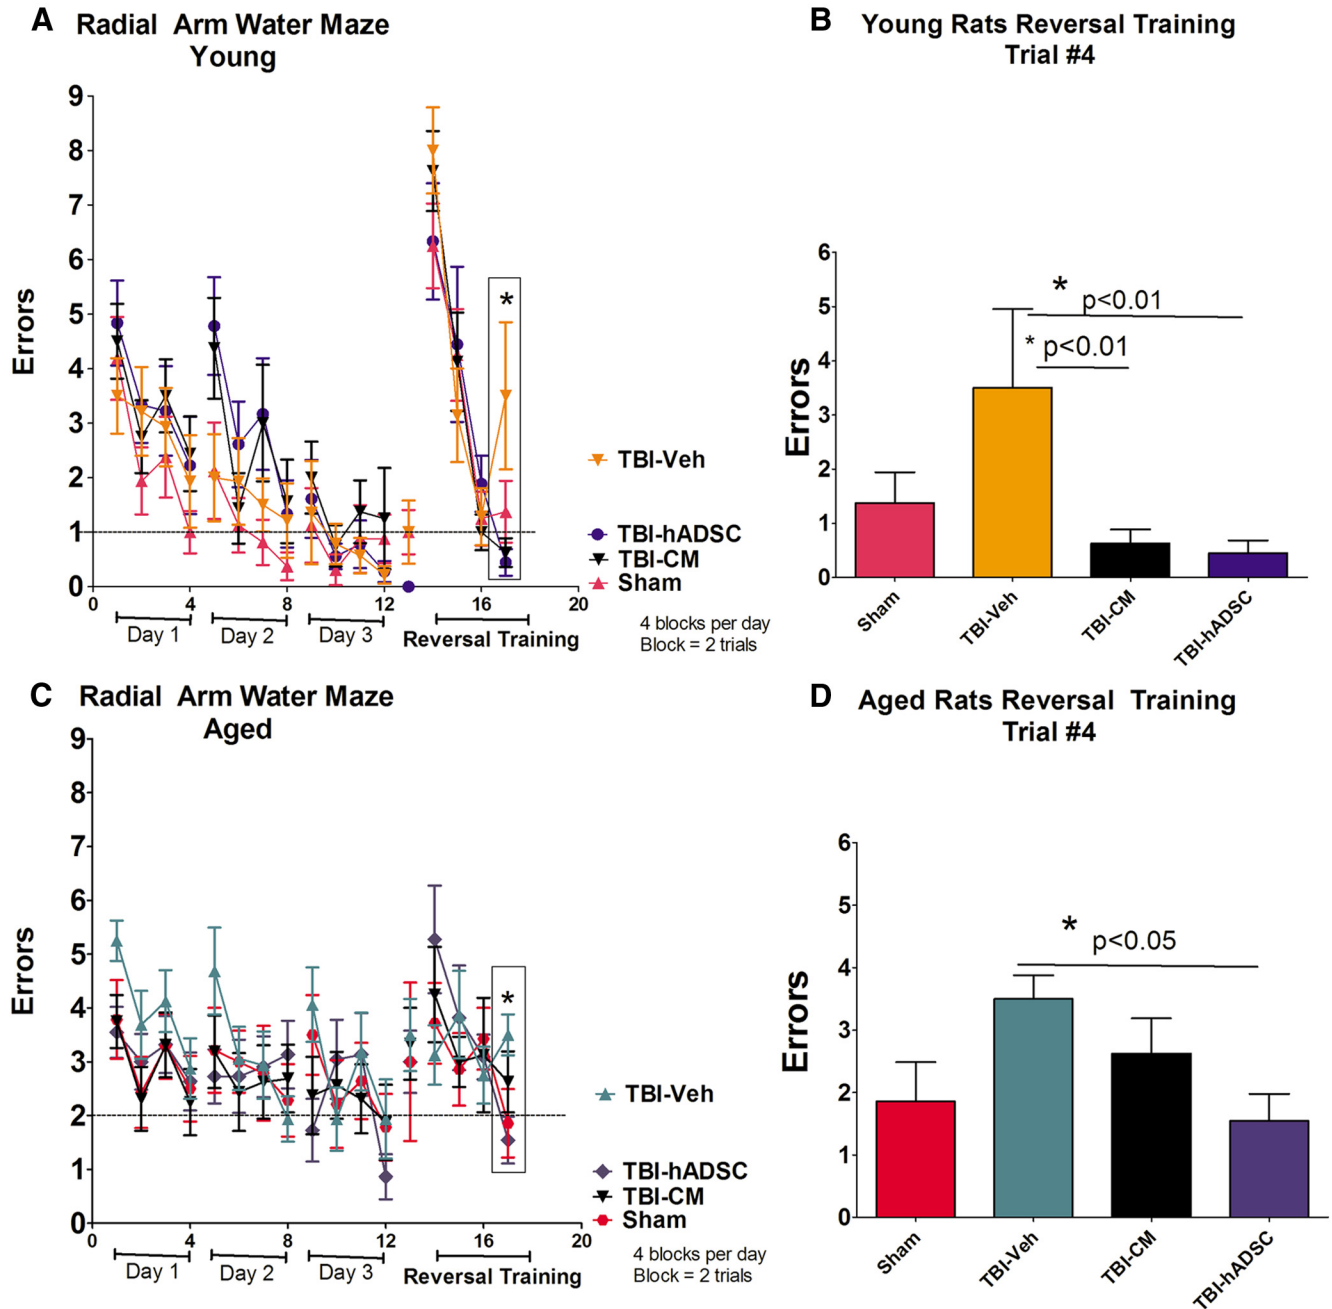 A
Radial Arm Water Maze
Young
9
8
7
6
5
4
3
2
1
0
Errors
0 4 8 12 16 20
Day 1 Day 2 Day 3 Reversal Training
*
TBI-Veh
TBI-hADSC
TBI-CM
Sham
4 blocks per day
Block = 2 trials
B
Young Rats Reversal Training
Trial #4
6
5
4
3
2
1
0
Errors
* p<0.01
* p<0.01
Sham TBI-Veh TBI-CM TBI-hADSC
C
Radial Arm Water Maze
Aged
9
8
7
6
5
4
3
2
1
0
Errors
0 4 8 12 16 20
Day 1 Day 2 Day 3 Reversal Training
*
TBI-Veh
TBI-hADSC
TBI-CM
Sham
4 blocks per day
Block = 2 trials
D
Aged Rats Reversal Training
Trial #4
6
5
4
3
2
1
0
Errors
* p<0.05
Sham TBI-Veh TBI-CM TBI-hADSC